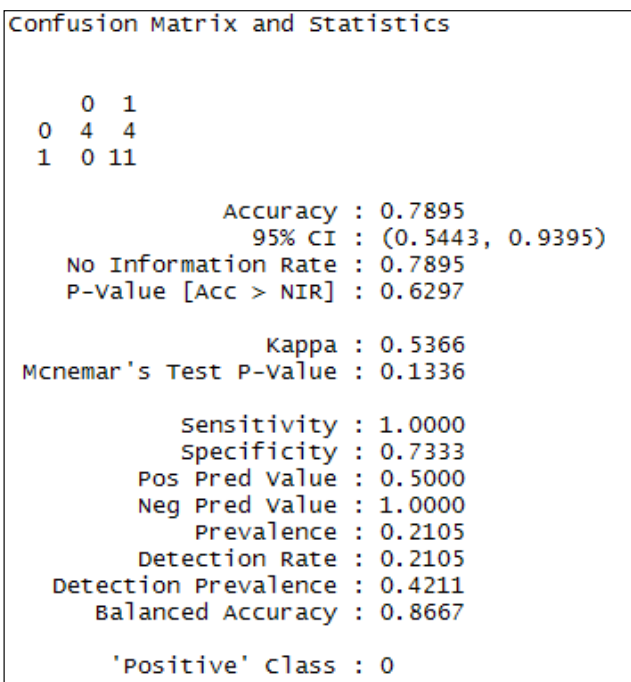 Confusion Matrix and Statistics
0 1
0 4 4
1 0 11
Accuracy : 0.7895
95% CI : (0.5443, 0.9395)
No Information Rate : 0.7895
P-Value [Acc > NIR] : 0.6297
Kappa : 0.5366
Mcnemar's Test P-Value : 0.1336
Sensitivity : 1.0000
Specificity : 0.7333
Pos Pred Value : 0.5000
Neg Pred Value : 1.0000
Prevalence : 0.2105
Detection Rate : 0.2105
Detection Prevalence : 0.4211
Balanced Accuracy : 0.8667
'Positive' Class : 0